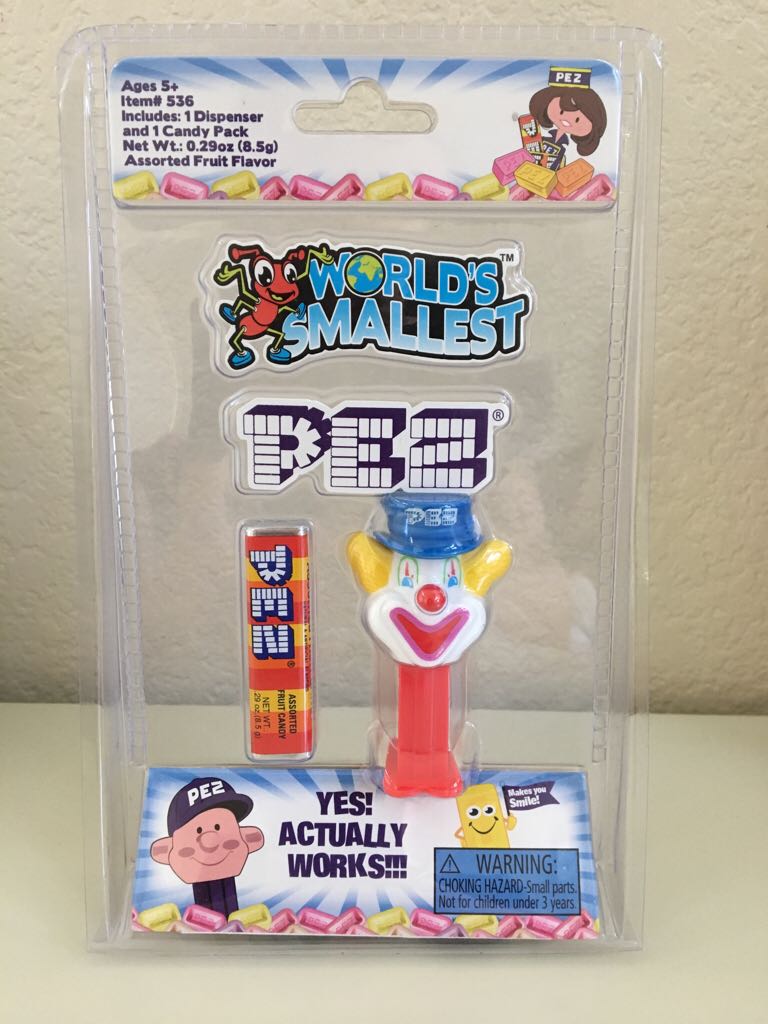 Ages 5+
Item# 536
Includes: 1 Dispenser
and 1 Candy Pack
Net Wt.: 0.29oz (8.5g)
Assorted Fruit Flavor
PEZ
WORLD'S
SMALLEST™
PEZ®
PEZ
PEZ®
ASSORTED
FRUIT CANDY
NET WT.
.29 oz (8.5 g)
PEZ
YES!
ACTUALLY
WORKS!!!
Makes you
Smile!
⚠ WARNING:
CHOKING HAZARD-Small parts.
Not for children under 3 years.